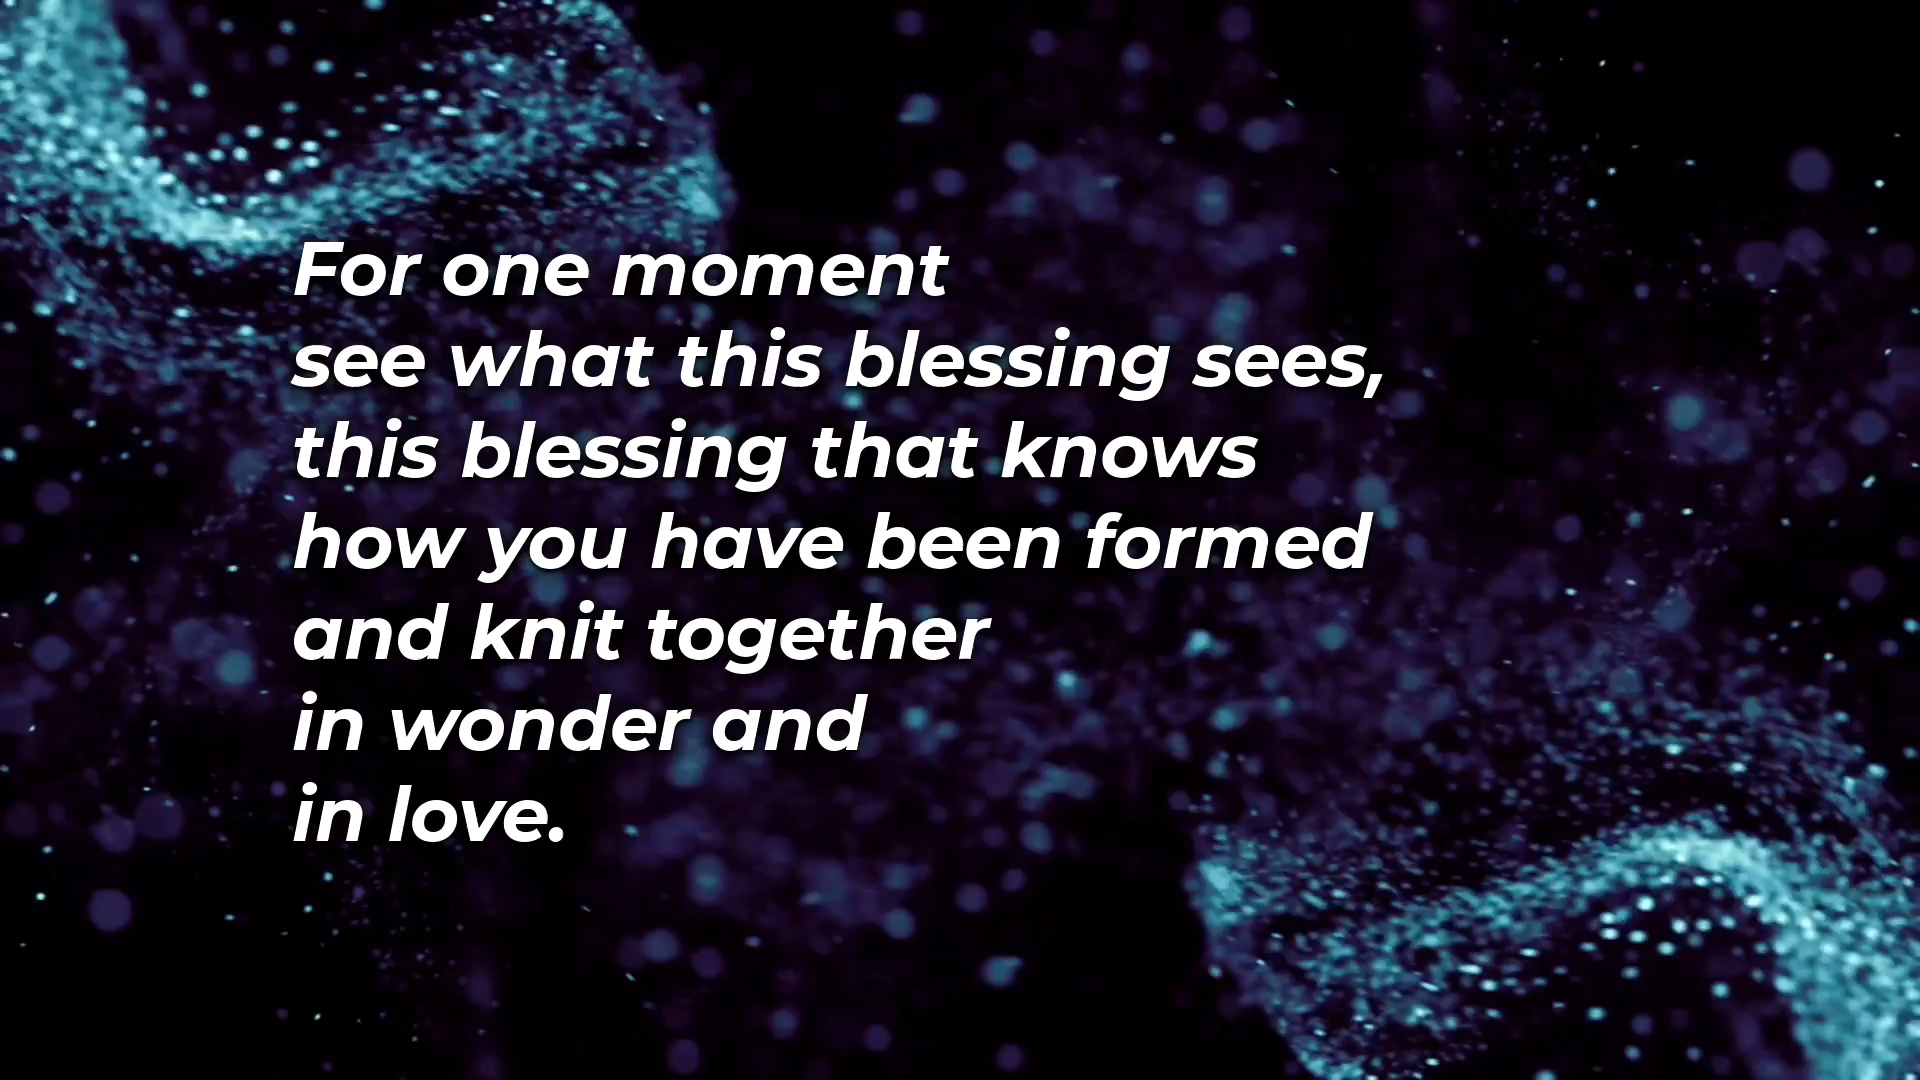 For one moment
see what this blessing sees,
this blessing that knows
how you have been formed
and knit together
in wonder and
in love.